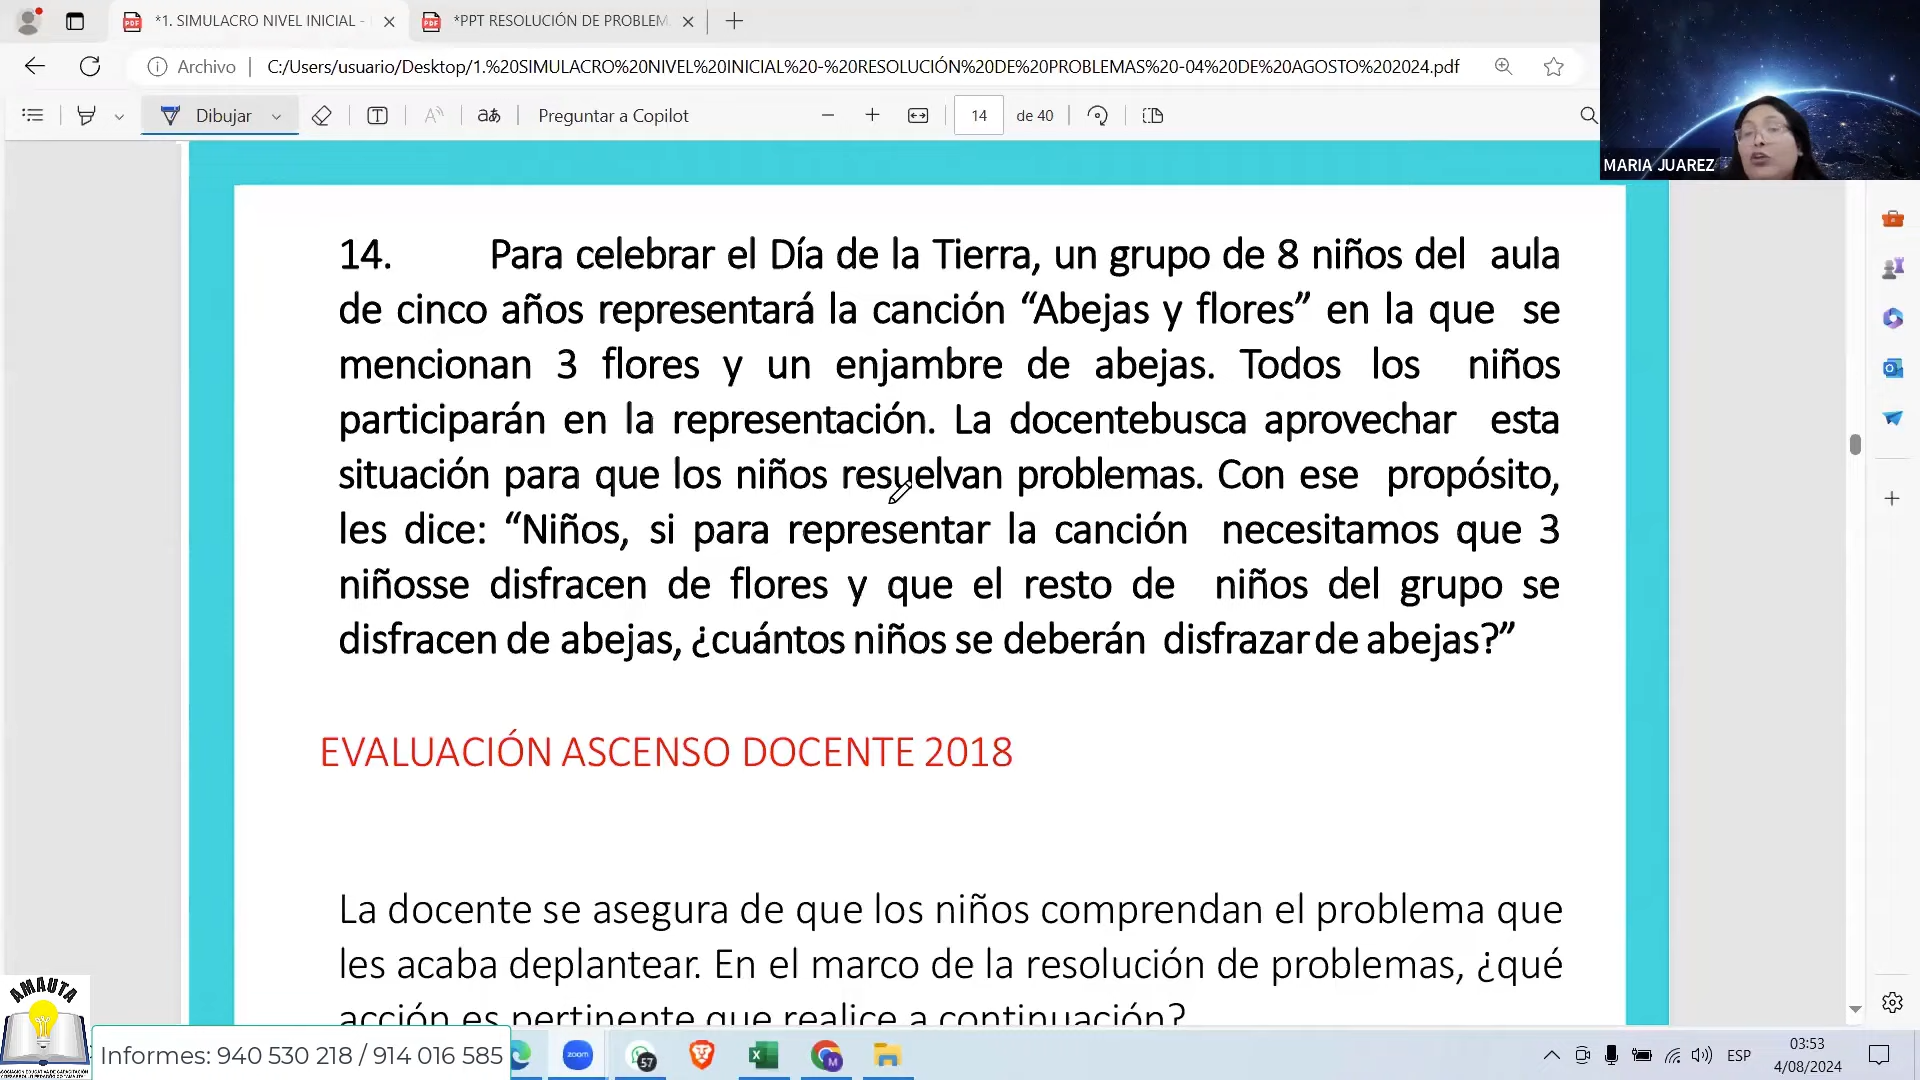 *1. SIMULACRO NIVEL INICIAL -
*PPT RESOLUCIÓN DE PROBLEM
Archivo
C:/Users/usuario/Desktop/1.%20SIMULACRO%20NIVEL%20INICIAL%20-%20RESOLUCIÓN%20DE%20PROBLEMAS%20-04%20DE%20AGOSTO%202024.pdf
Dibujar
Preguntar a Copilot
14
de 40
MARIA JUAREZ
14. Para celebrar el Día de la Tierra, un grupo de 8 niños del aula
de cinco años representará la canción “Abejas y flores” en la que se
mencionan 3 flores y un enjambre de abejas. Todos los niños
participarán en la representación. La docentebusca aprovechar esta
situación para que los niños resuelvan problemas. Con ese propósito,
les dice: “Niños, si para representar la canción necesitamos que 3
niñosse disfracen de flores y que el resto de niños del grupo se
disfracen de abejas, ¿cuántos niños se deberán disfrazar de abejas?”
EVALUACIÓN ASCENSO DOCENTE 2018
La docente se asegura de que los niños comprendan el problema que
les acaba deplantear. En el marco de la resolución de problemas, ¿qué
acción es pertinente que realice a continuación?
AMAUTA
Informes: 940 530 218 / 914 016 585
zoom
57
M
ESP
03:53
4/08/2024